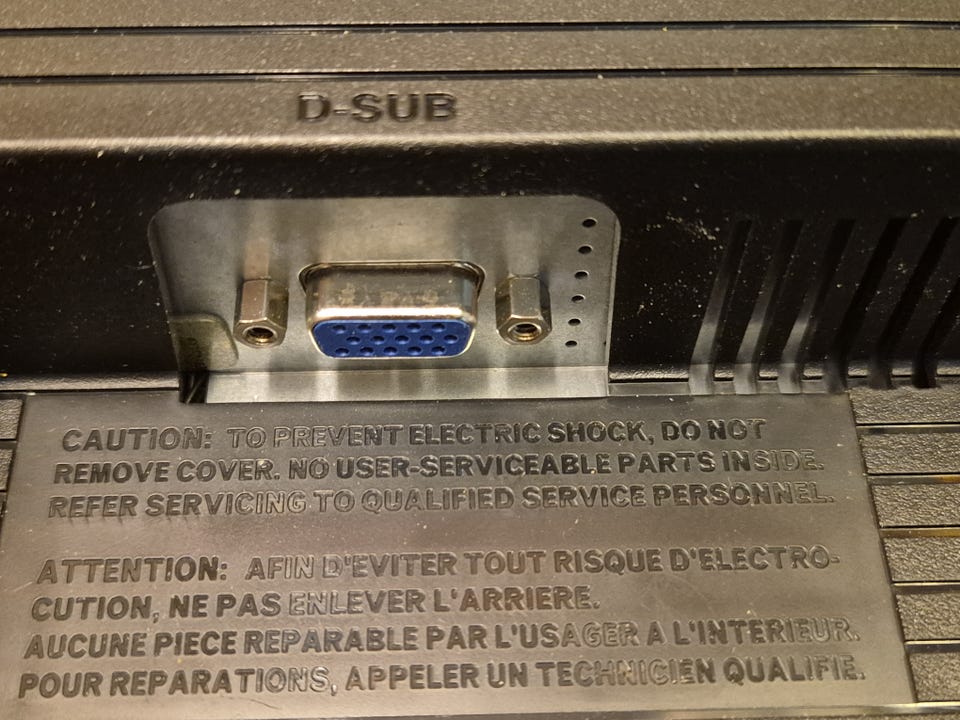 D-SUB
CAUTION: TO PREVENT ELECTRIC SHOCK, DO NOT
REMOVE COVER. NO USER-SERVICEABLE PARTS INSIDE.
REFER SERVICING TO QUALIFIED SERVICE PERSONNEL.
ATTENTION: AFIN D'EVITER TOUT RISQUE D'ELECTRO-
CUTION, NE PAS ENLEVER L'ARRIERE.
AUCUNE PIECE REPARABLE PAR L'USAGER A L'INTERIEUR.
POUR REPARATIONS, APPELER UN TECHNICIEN QUALIFIE.